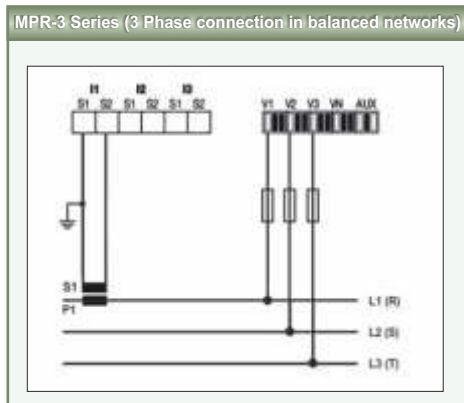 MPR-3 Series (3 Phase connection in balanced networks)
I1 I2 I3
S1 S2 S1 S2 S1 S2
V1 V2 V3 VN AUX
S1
P1
L1 (R)
L2 (S)
L3 (T)